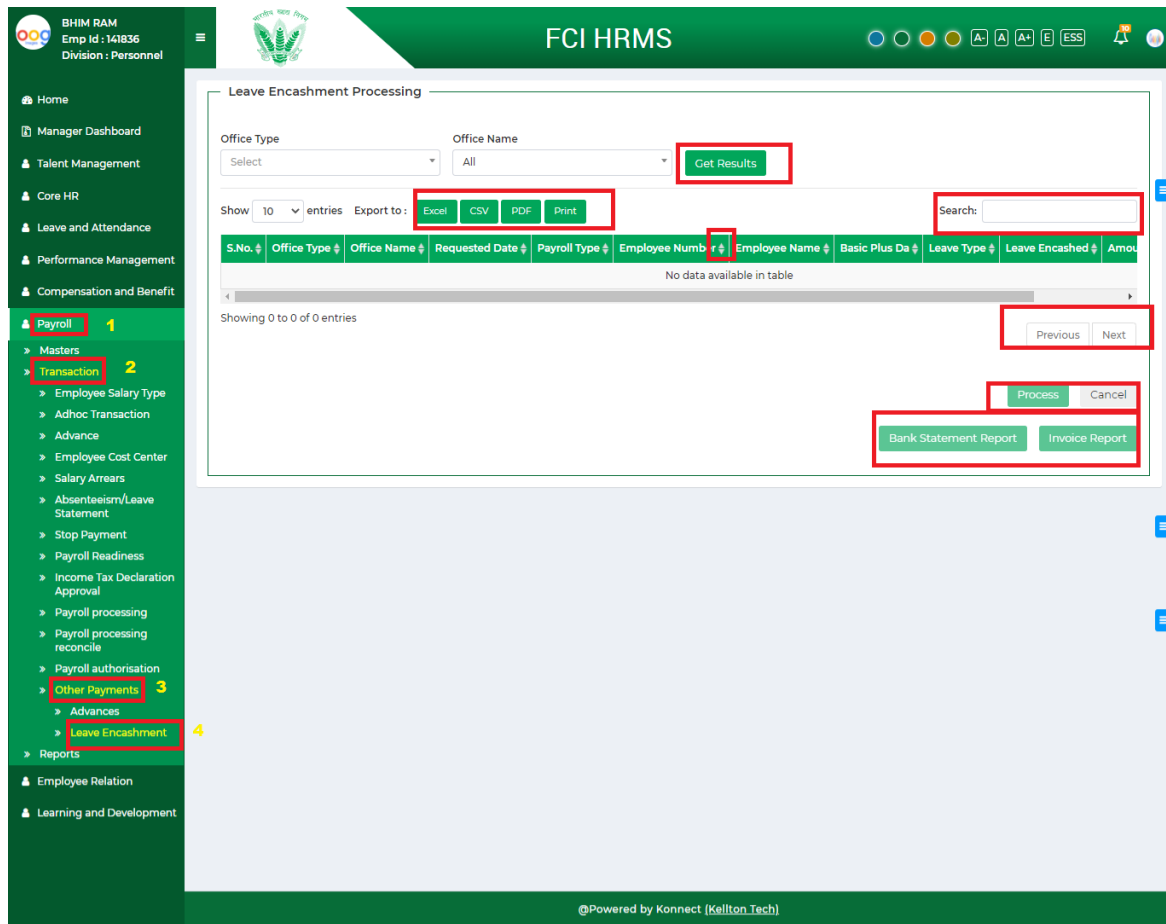 BHIM RAM
Emp Id : 141836
Division : Personnel
FCI HRMS
A- A A+ E ESS
10
Home
Manager Dashboard
Talent Management
Core HR
Leave and Attendance
Performance Management
Compensation and Benefit
Payroll 1
Masters
Transaction 2
Employee Salary Type
Adhoc Transaction
Advance
Employee Cost Center
Salary Arrears
Absenteeism/Leave
Statement
Stop Payment
Payroll Readiness
Income Tax Declaration
Approval
Payroll processing
Payroll processing
reconcile
Payroll authorisation
Other Payments 3
Advances
Leave Encashment 4
Reports
Employee Relation
Learning and Development
Leave Encashment Processing
Office Type Office Name
Select All Get Results
Show 10 entries Export to : Excel CSV PDF Print Search:
S.No. Office Type Office Name Requested Date Payroll Type Employee Number Employee Name Basic Plus Da Leave Type Leave Encashed Amou
No data available in table
Showing 0 to 0 of 0 entries
Previous Next
Process Cancel
Bank Statement Report Invoice Report
@Powered by Konnect (Kellton Tech)